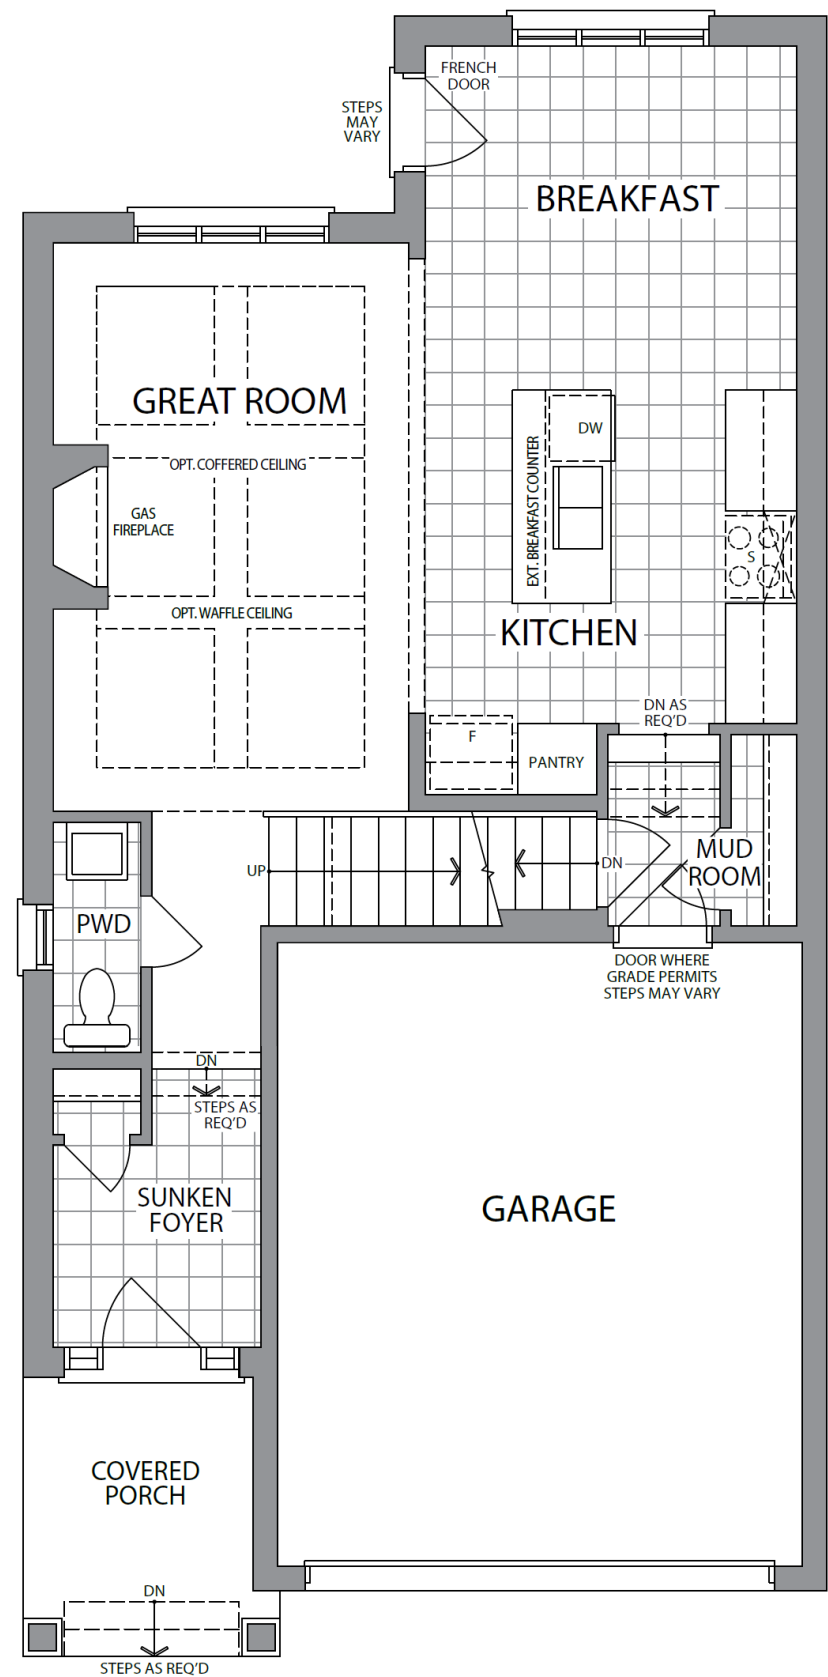 FRENCH
DOOR
STEPS
MAY
VARY
BREAKFAST
GREAT ROOM
DW
OPT. COFFERED CEILING
EXT. BREAKFAST COUNTER
GAS
FIREPLACE
S
OPT. WAFFLE CEILING
KITCHEN
DN AS
REQ'D
F
PANTRY
UP
DN
MUD
ROOM
PWD
DOOR WHERE
GRADE PERMITS
STEPS MAY VARY
DN
STEPS AS
REQ'D
SUNKEN
FOYER
GARAGE
COVERED
PORCH
DN
STEPS AS REQ'D